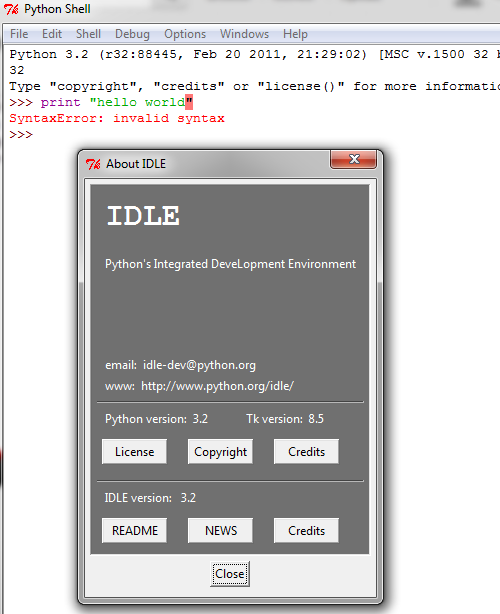 Python Shell
File Edit Shell Debug Options Windows Help
Python 3.2 (r32:88445, Feb 20 2011, 21:29:02) [MSC v.1500 32 b
32
Type "copyright", "credits" or "license()" for more informatio
>>> print "hello world"
SyntaxError: invalid syntax
>>>
About IDLE
IDLE
Python's Integrated DeveLopment Environment
email: idle-dev@python.org
www: http://www.python.org/idle/
Python version: 3.2 Tk version: 8.5
License Copyright Credits
IDLE version: 3.2
README NEWS Credits
Close